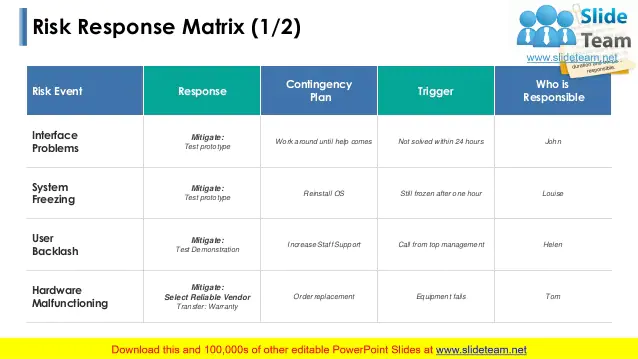 Risk Response Matrix (1/2)
Slide
Team
www.slideteam.net
duration and
responsible.
Risk Event
Response
Contingency
Plan
Trigger
Who is
Responsible
Interface
Problems
Mitigate:
Test prototype
Work around until help comes
Not solved within 24 hours
John
System
Freezing
Mitigate:
Test prototype
Reinstall OS
Still frozen after one hour
Louise
User
Backlash
Mitigate:
Test Demonstration
Increase Staff Support
Call from top management
Helen
Hardware
Malfunctioning
Mitigate:
Select Reliable Vendor
Transfer: Warranty
Order replacement
Equipment fails
Tom
Download this and 100,000s of other editable PowerPoint Slides at www.slideteam.net